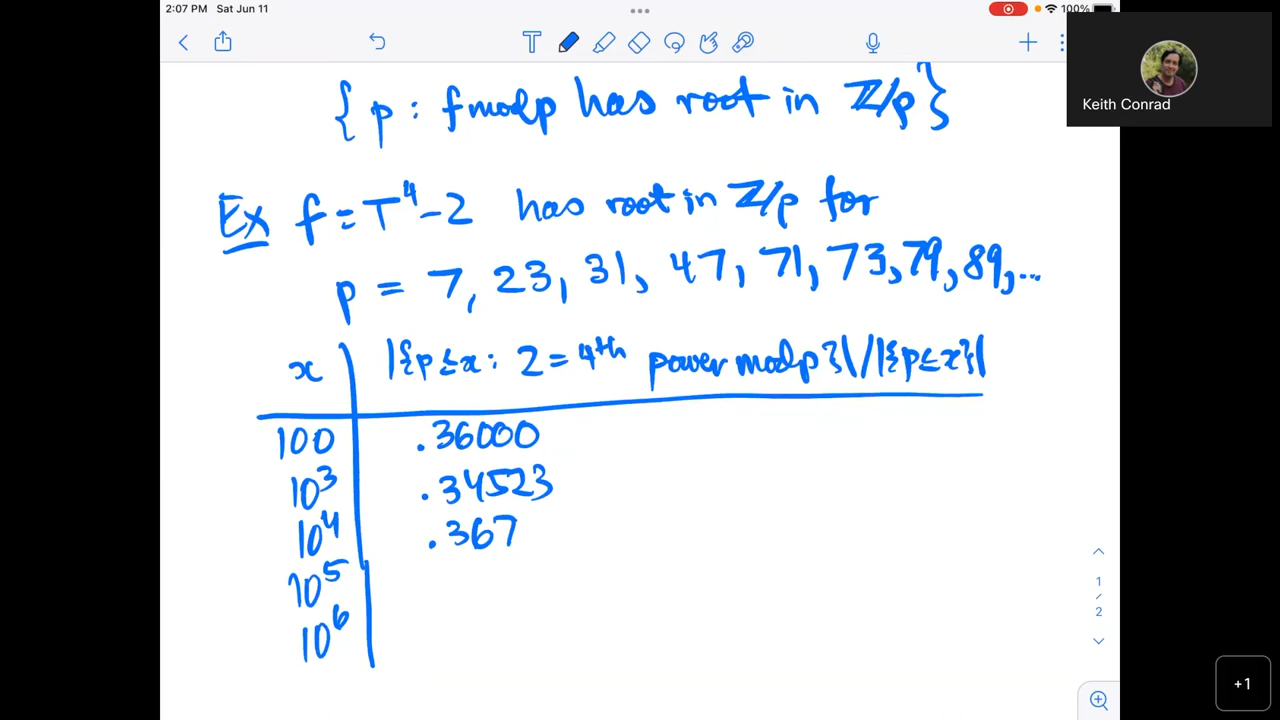 2:07 PM Sat Jun 11
100%
Keith Conrad
{p : f mod p has root in ℤ/p}
Ex f = T⁴-2 has root in ℤ/p for
p = 7, 23, 31, 47, 71, 73, 79, 89, ...
x |{p ≤ x : 2 = 4th power mod p}| / |{p ≤ x}|
100 .36000
10³ .34523
10⁴ .367
10⁵
10⁶
1
/
2
+1